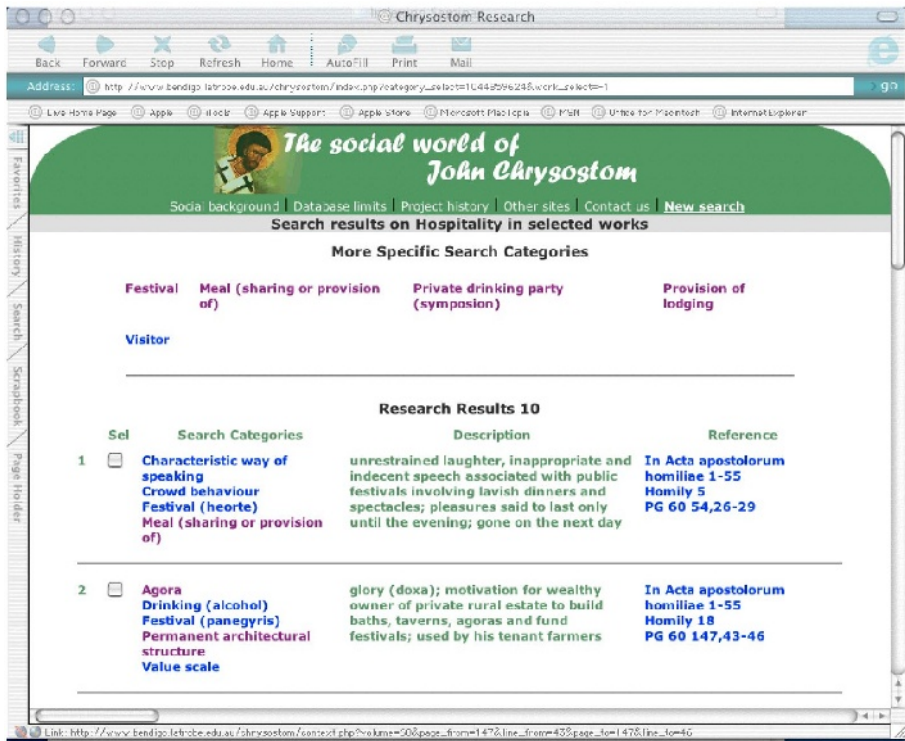 Chrysostom Research
Back Forward Stop Refresh Home AutoFill Print Mail
Address: http://www.bendigo.latrobe.edu.au/chrysostom/index.php?category_select=1044859624&work_select=-1 go
Live Home Page Apple iTools Apple Support Apple Store Microsoft MacTopia MSN Office for Macintosh Internet Explorer
Favorites
History
Search
Scrapbook
Page Holder
The social world of
John Chrysostom
Social background | Database limits | Project history | Other sites | Contact us | New search
Search results on Hospitality in selected works
More Specific Search Categories
Festival Meal (sharing or provision Private drinking party Provision of
of) (symposion) lodging
Visitor
Research Results 10
Sel Search Categories Description Reference
1 Characteristic way of unrestrained laughter, inappropriate and In Acta apostolorum
speaking indecent speech associated with public homiliae 1-55
Crowd behaviour festivals involving lavish dinners and Homily 5
Festival (heorte) spectacles; pleasures said to last only PG 60 54,26-29
Meal (sharing or provision until the evening; gone on the next day
of)
2 Agora glory (doxa); motivation for wealthy In Acta apostolorum
Drinking (alcohol) owner of private rural estate to build homiliae 1-55
Festival (panegyris) baths, taverns, agoras and fund Homily 18
Permanent architectural festivals; used by his tenant farmers PG 60 147,43-46
structure
Value scale
Link: http://www.bendigo.latrobe.edu.au/chrysostom/context.php?volume=60&page_from=147&line_from=43&page_to=147&line_to=46